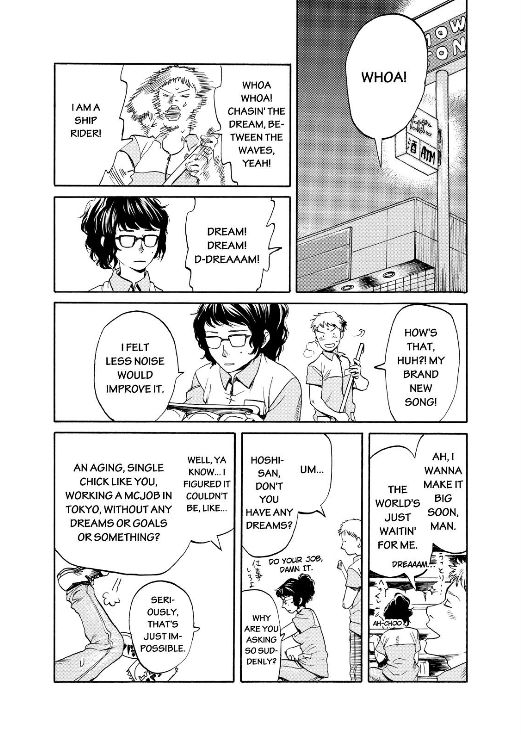 WHOA!
ATM
WHOA
WHOA!
CHASIN' THE
DREAM, BE-
TWEEN THE
WAVES,
YEAH!
I AM A
SHIP
RIDER!
DREAM!
DREAM!
D-DREAAAM!
HOW'S
THAT,
HUH?! MY
BRAND
NEW
SONG!
I FELT
LESS NOISE
WOULD
IMPROVE IT.
AH, I
WANNA
MAKE IT
BIG
SOON,
MAN.
THE
WORLD'S
JUST
WAITIN'
FOR ME.
DREAAAM...
AH-CHOO
UM...
HOSHI-
SAN,
DON'T
YOU
HAVE ANY
DREAMS?
DO YOUR JOB,
DAMN IT.
WHY
ARE YOU
ASKING
SO SUD-
DENLY?
WELL, YA
KNOW... I
FIGURED IT
COULDN'T
BE, LIKE...
AN AGING, SINGLE
CHICK LIKE YOU,
WORKING A MCJOB IN
TOKYO, WITHOUT ANY
DREAMS OR GOALS
OR SOMETHING?
SERI-
OUSLY,
THAT'S
JUST IM-
POSSIBLE.